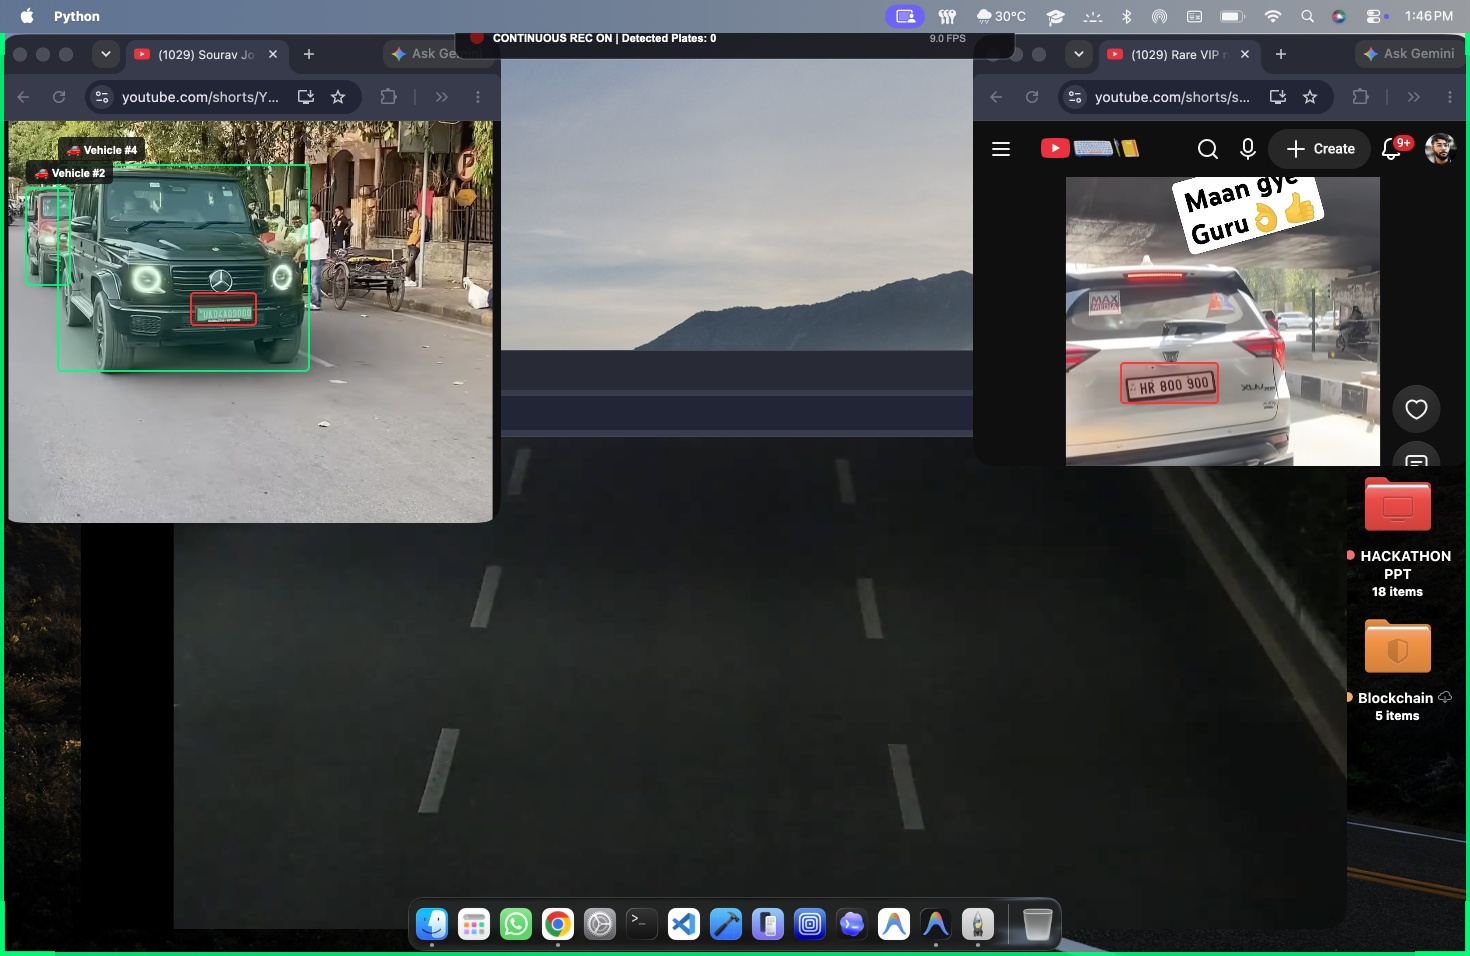 Python
30°C
1:46 PM
CONTINUOUS REC ON | Detected Plates: 0
9.0 FPS
(1029) Sourav Jo
Ask Ge
(1029) Rare VIP
Ask Gemini
youtube.com/shorts/Y...
youtube.com/shorts/s...
Vehicle #4
Vehicle #2
P
Create
9+
Maan gye
Guru👌👍
MAX
MEDIA
HR 800 900
HACKATHON
PPT
18 items
Blockchain
5 items